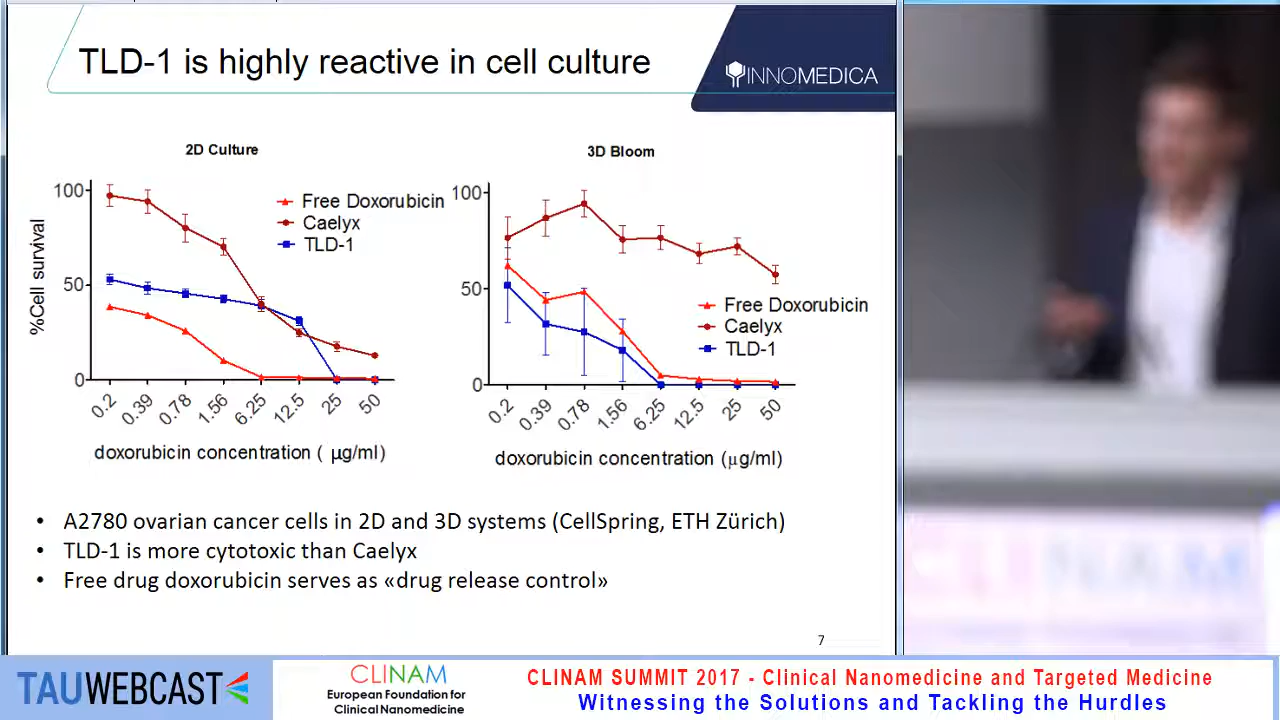 TLD-1 is highly reactive in cell culture
INNOMEDICA
2D Culture
%Cell survival
100
50
0
Free Doxorubicin
Caelyx
TLD-1
0.2
0.39
0.78
1.56
6.25
12.5
25
50
doxorubicin concentration ( µg/ml)
3D Bloom
100
50
0
Free Doxorubicin
Caelyx
TLD-1
0.2
0.39
0.78
1.56
6.25
12.5
25
50
doxorubicin concentration (µg/ml)
• A2780 ovarian cancer cells in 2D and 3D systems (CellSpring, ETH Zürich)
• TLD-1 is more cytotoxic than Caelyx
• Free drug doxorubicin serves as «drug release control»
7
CLINAM
TAUWEBCAST
CLINAM
European Foundation for
Clinical Nanomedicine
CLINAM SUMMIT 2017 - Clinical Nanomedicine and Targeted Medicine
Witnessing the Solutions and Tackling the Hurdles